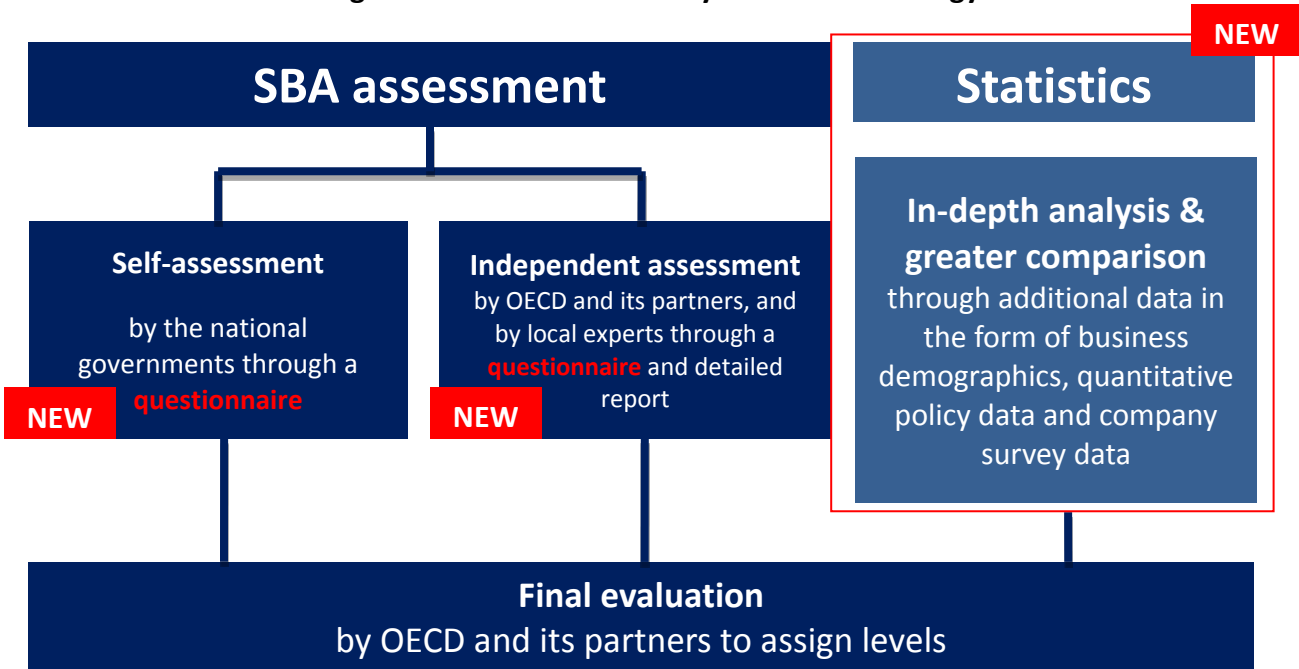 NEW
SBA assessment
Statistics
Self-assessment
by the national
governments through a
questionnaire
NEW
Independent assessment
by OECD and its partners, and
by local experts through a
questionnaire and detailed
report
NEW
In-depth analysis &
greater comparison
through additional data in
the form of business
demographics, quantitative
policy data and company
survey data
Final evaluation
by OECD and its partners to assign levels